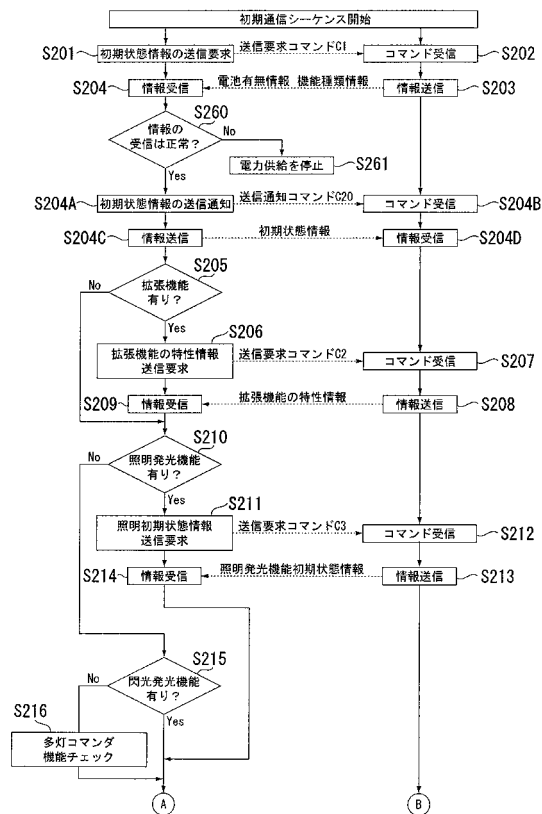 初期通信シーケンス開始
S201
初期状態情報の送信要求
送信要求コマンドC1
コマンド受信
S202
S204
情報受信
電池有無情報 機能種類情報
情報送信
S203
S260
情報の
受信は正常?
No
電力供給を停止
S261
Yes
S204A
初期状態情報の送信通知
送信通知コマンドC20
コマンド受信
S204B
S204C
情報送信
初期状態情報
情報受信
S204D
S205
No
拡張機能
有り?
Yes
S206
拡張機能の特性情報
送信要求
送信要求コマンドC2
コマンド受信
S207
S209
情報受信
拡張機能の特性情報
情報送信
S208
S210
No
照明発光機能
有り?
Yes
S211
照明初期状態情報
送信要求
送信要求コマンドC3
コマンド受信
S212
S214
情報受信
照明発光機能初期状態情報
情報送信
S213
S215
No
閃光発光機能
有り?
Yes
S216
多灯コマンダ
機能チェック
A
B